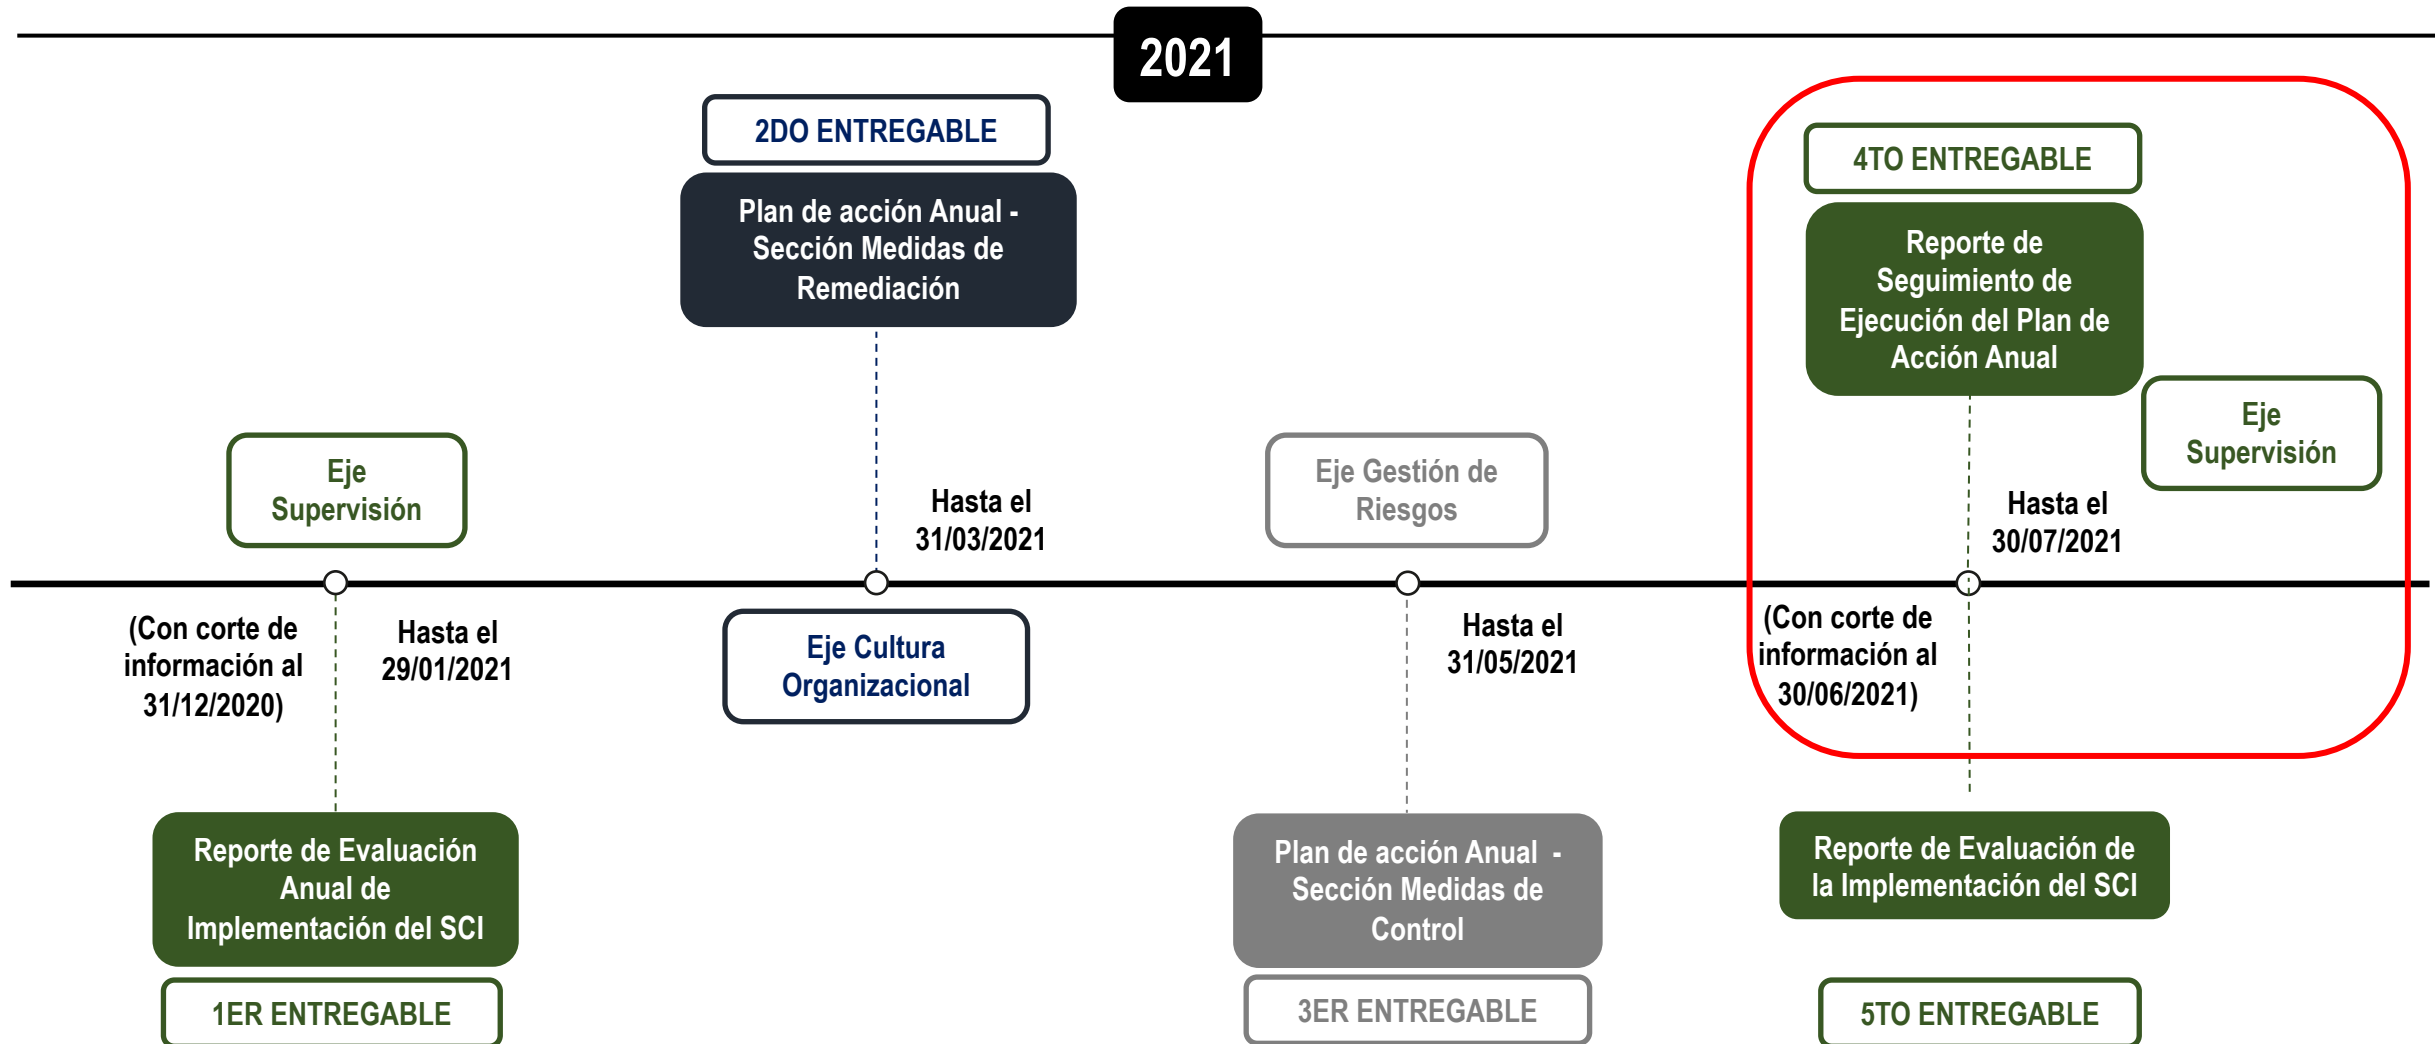 2021
2DO ENTREGABLE
Plan de acción Anual -
Sección Medidas de
Remediación
4TO ENTREGABLE
Reporte de
Seguimiento de
Ejecución del Plan de
Acción Anual
Eje
Supervisión
Eje
Supervisión
Hasta el
31/03/2021
Eje Gestión de
Riesgos
Hasta el
30/07/2021
(Con corte de
información al
31/12/2020)
Hasta el
29/01/2021
Eje Cultura
Organizacional
Hasta el
31/05/2021
(Con corte de
información al
30/06/2021)
Reporte de Evaluación
Anual de
Implementación del SCI
1ER ENTREGABLE
Plan de acción Anual  -
Sección Medidas de
Control
3ER ENTREGABLE
Reporte de Evaluación de
la Implementación del SCI
5TO ENTREGABLE